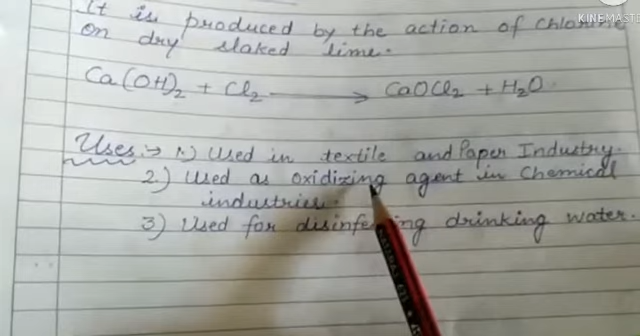 It is produced by the action of Chlorine
on dry slaked lime.
Ca(OH)2 + Cl2 → CaOCl2 + H2O
Uses :→ 1.) Used in textile and Paper Industry.
2) Used as oxidizing agent in Chemical
industries.
3) Used for disinfecting drinking water.
KINEMAST